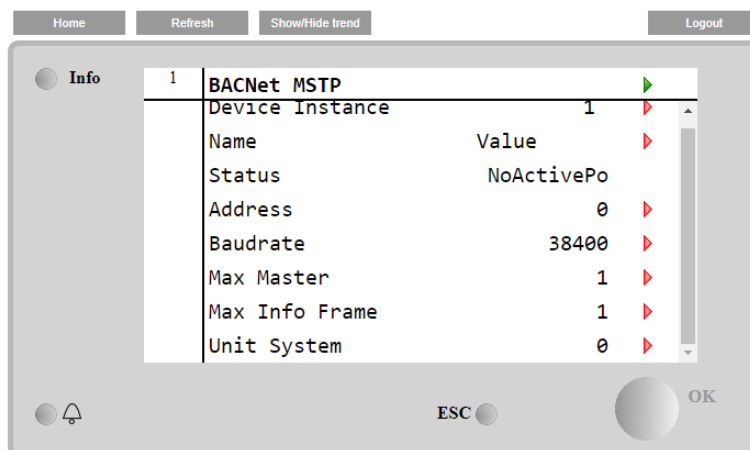 Home Refresh Show/Hide trend Logout
Info 1 BACNet MSTP
Device Instance 1
Name Value
Status NoActivePo
Address 0
Baudrate 38400
Max Master 1
Max Info Frame 1
Unit System 0
ESC OK